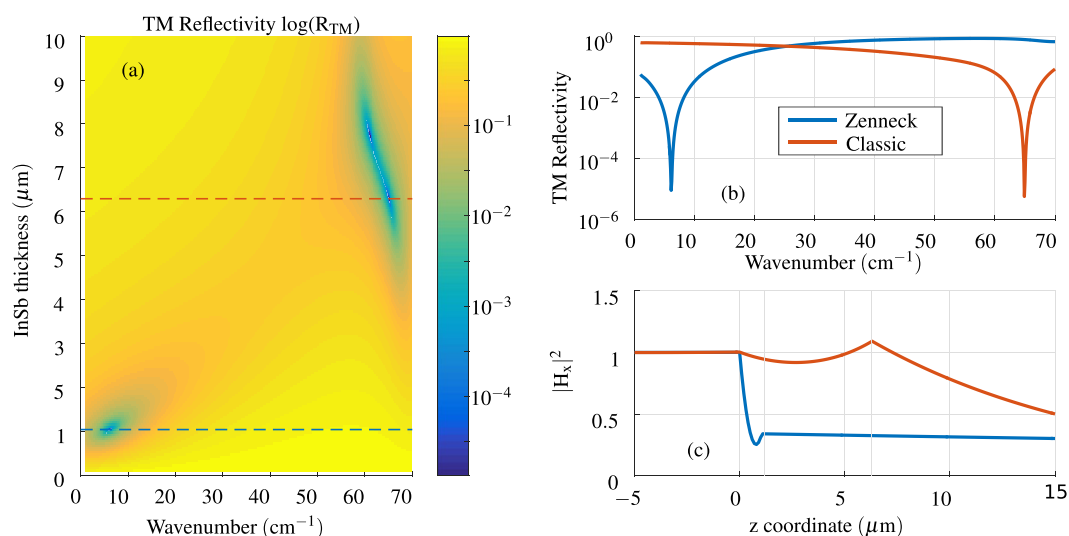 TM Reflectivity log(R_TM)
(a)
InSb thickness (μm)
10
9
8
7
6
5
4
3
5
1
0
0 10 20 30 40 50 60 70
Wavenumber (cm⁻¹)
10⁻¹
10⁻²
10⁻³
10⁻⁴
TM Reflectivity
10⁰
10⁻²
10⁻⁴
10⁻⁶
Zenneck
Classic
(b)
0 10 20 30 40 50 60 70
Wavenumber (cm⁻¹)
|Hₓ|²
1.5
1
0.5
0
(c)
−5 0 5 10 15
z coordinate (μm)